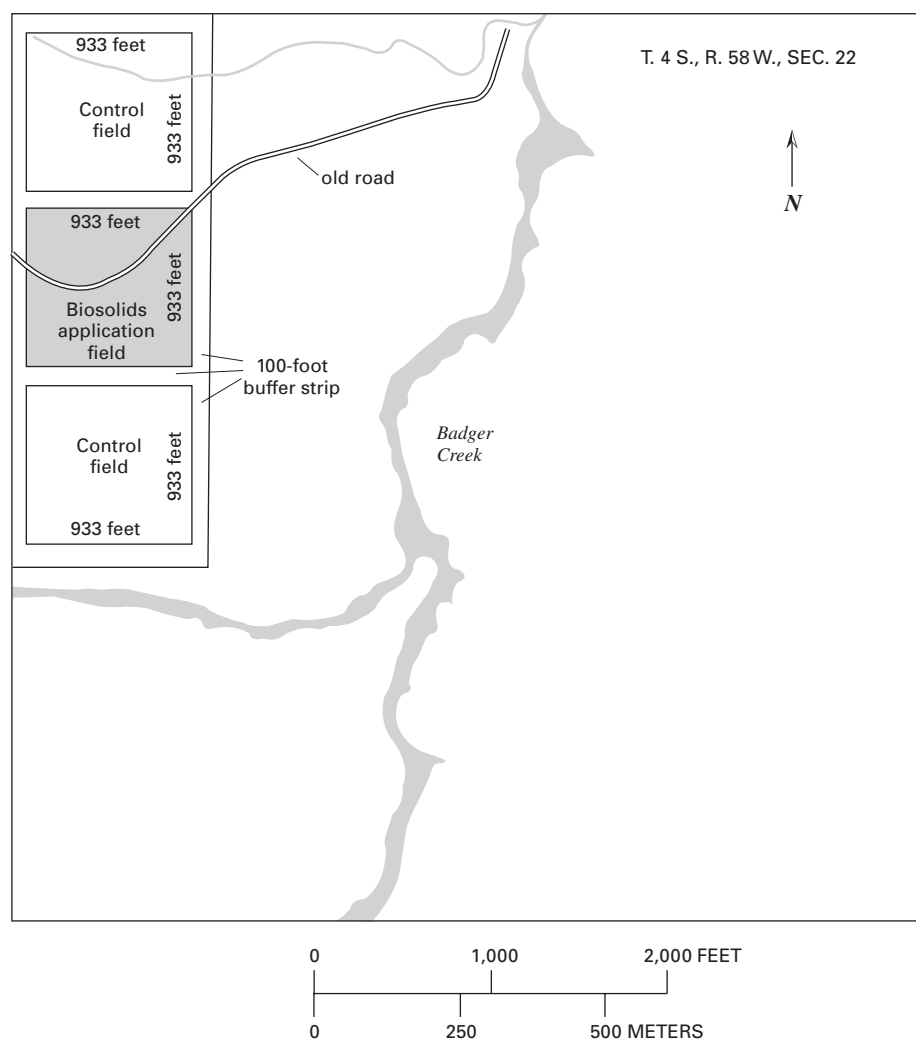 T. 4 S., R. 58 W., SEC. 22
N
933 feet
Control
field
933 feet
old road
933 feet
933 feet
Biosolids
application
field
100-foot
buffer strip
Control
field
933 feet
933 feet
Badger
Creek
0 1,000 2,000 FEET
0 250 500 METERS